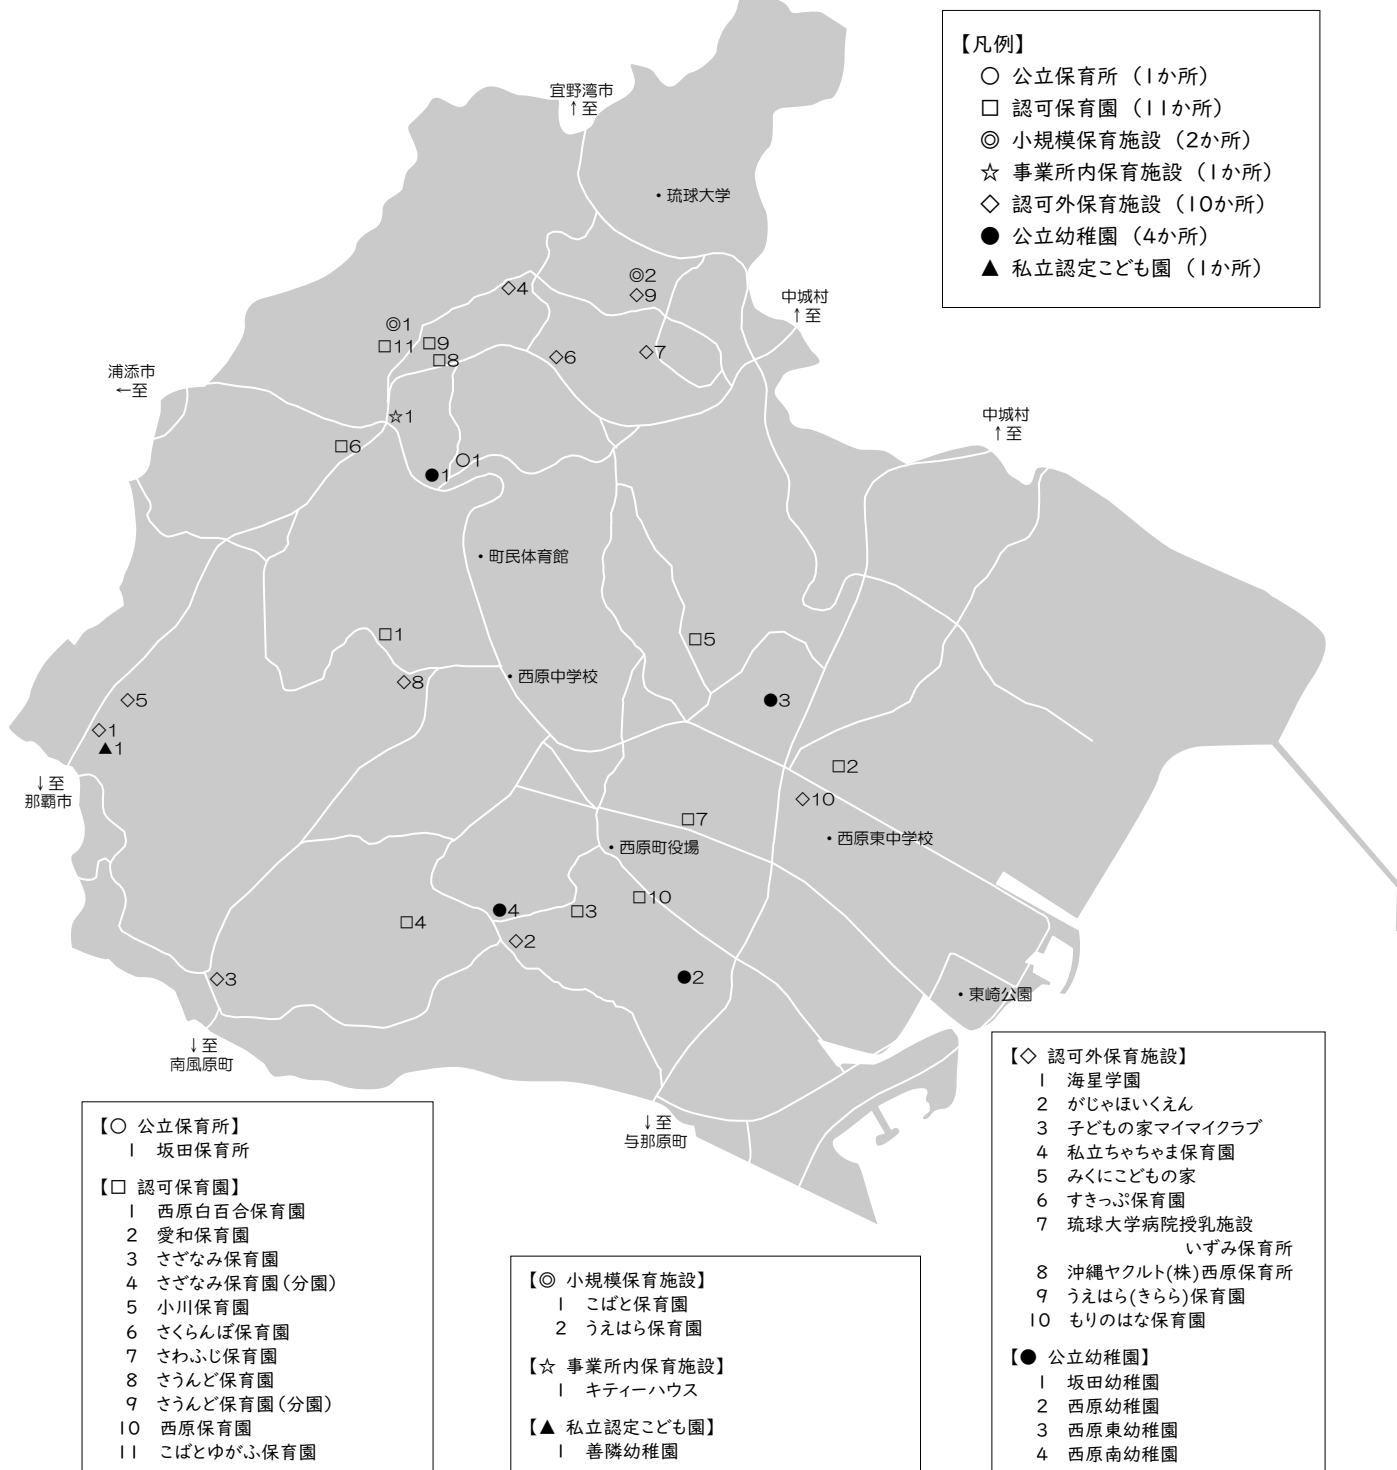 【凡例】
○ 公立保育所（1か所）
□ 認可保育園（11か所）
◎ 小規模保育施設（2か所）
☆ 事業所内保育施設（1か所）
◇ 認可外保育施設（10か所）
● 公立幼稚園（4か所）
▲ 私立認定こども園（1か所）
宜野湾市
↑至
・琉球大学
◎2
◇9
◇4
中城村
↑至
◎1
□11
□9
□8
◇6
◇7
浦添市
←至
☆1
中城村
↑至
□6
○1
●1
・町民体育館
□1
□5
・西原中学校
◇8
◇5
●3
◇1
▲1
↓至
那覇市
□2
◇10
□7
・西原東中学校
・西原町役場
□10
●4
□3
□4
◇2
◇3
●2
・東崎公園
↓至
南風原町
↓至
与那原町
【○ 公立保育所】
1 坂田保育所
【□ 認可保育園】
1 西原白百合保育園
2 愛和保育園
3 さざなみ保育園
4 さざなみ保育園(分園)
5 小川保育園
6 さくらんぼ保育園
7 さわふじ保育園
8 さうんど保育園
9 さうんど保育園(分園)
10 西原保育園
11 こばとゆがふ保育園
【◎ 小規模保育施設】
1 こばと保育園
2 うえはら保育園
【☆ 事業所内保育施設】
1 キティーハウス
【▲ 私立認定こども園】
1 善隣幼稚園
【◇ 認可外保育施設】
1 海星学園
2 がじゃほいくえん
3 子どもの家マイマイクラブ
4 私立ちゃちゃま保育園
5 みくにこどもの家
6 すきっぷ保育園
7 琉球大学病院授乳施設
いずみ保育所
8 沖縄ヤクルト(株)西原保育所
9 うえはら(きらら)保育園
10 もりのはな保育園
【● 公立幼稚園】
1 坂田幼稚園
2 西原幼稚園
3 西原東幼稚園
4 西原南幼稚園